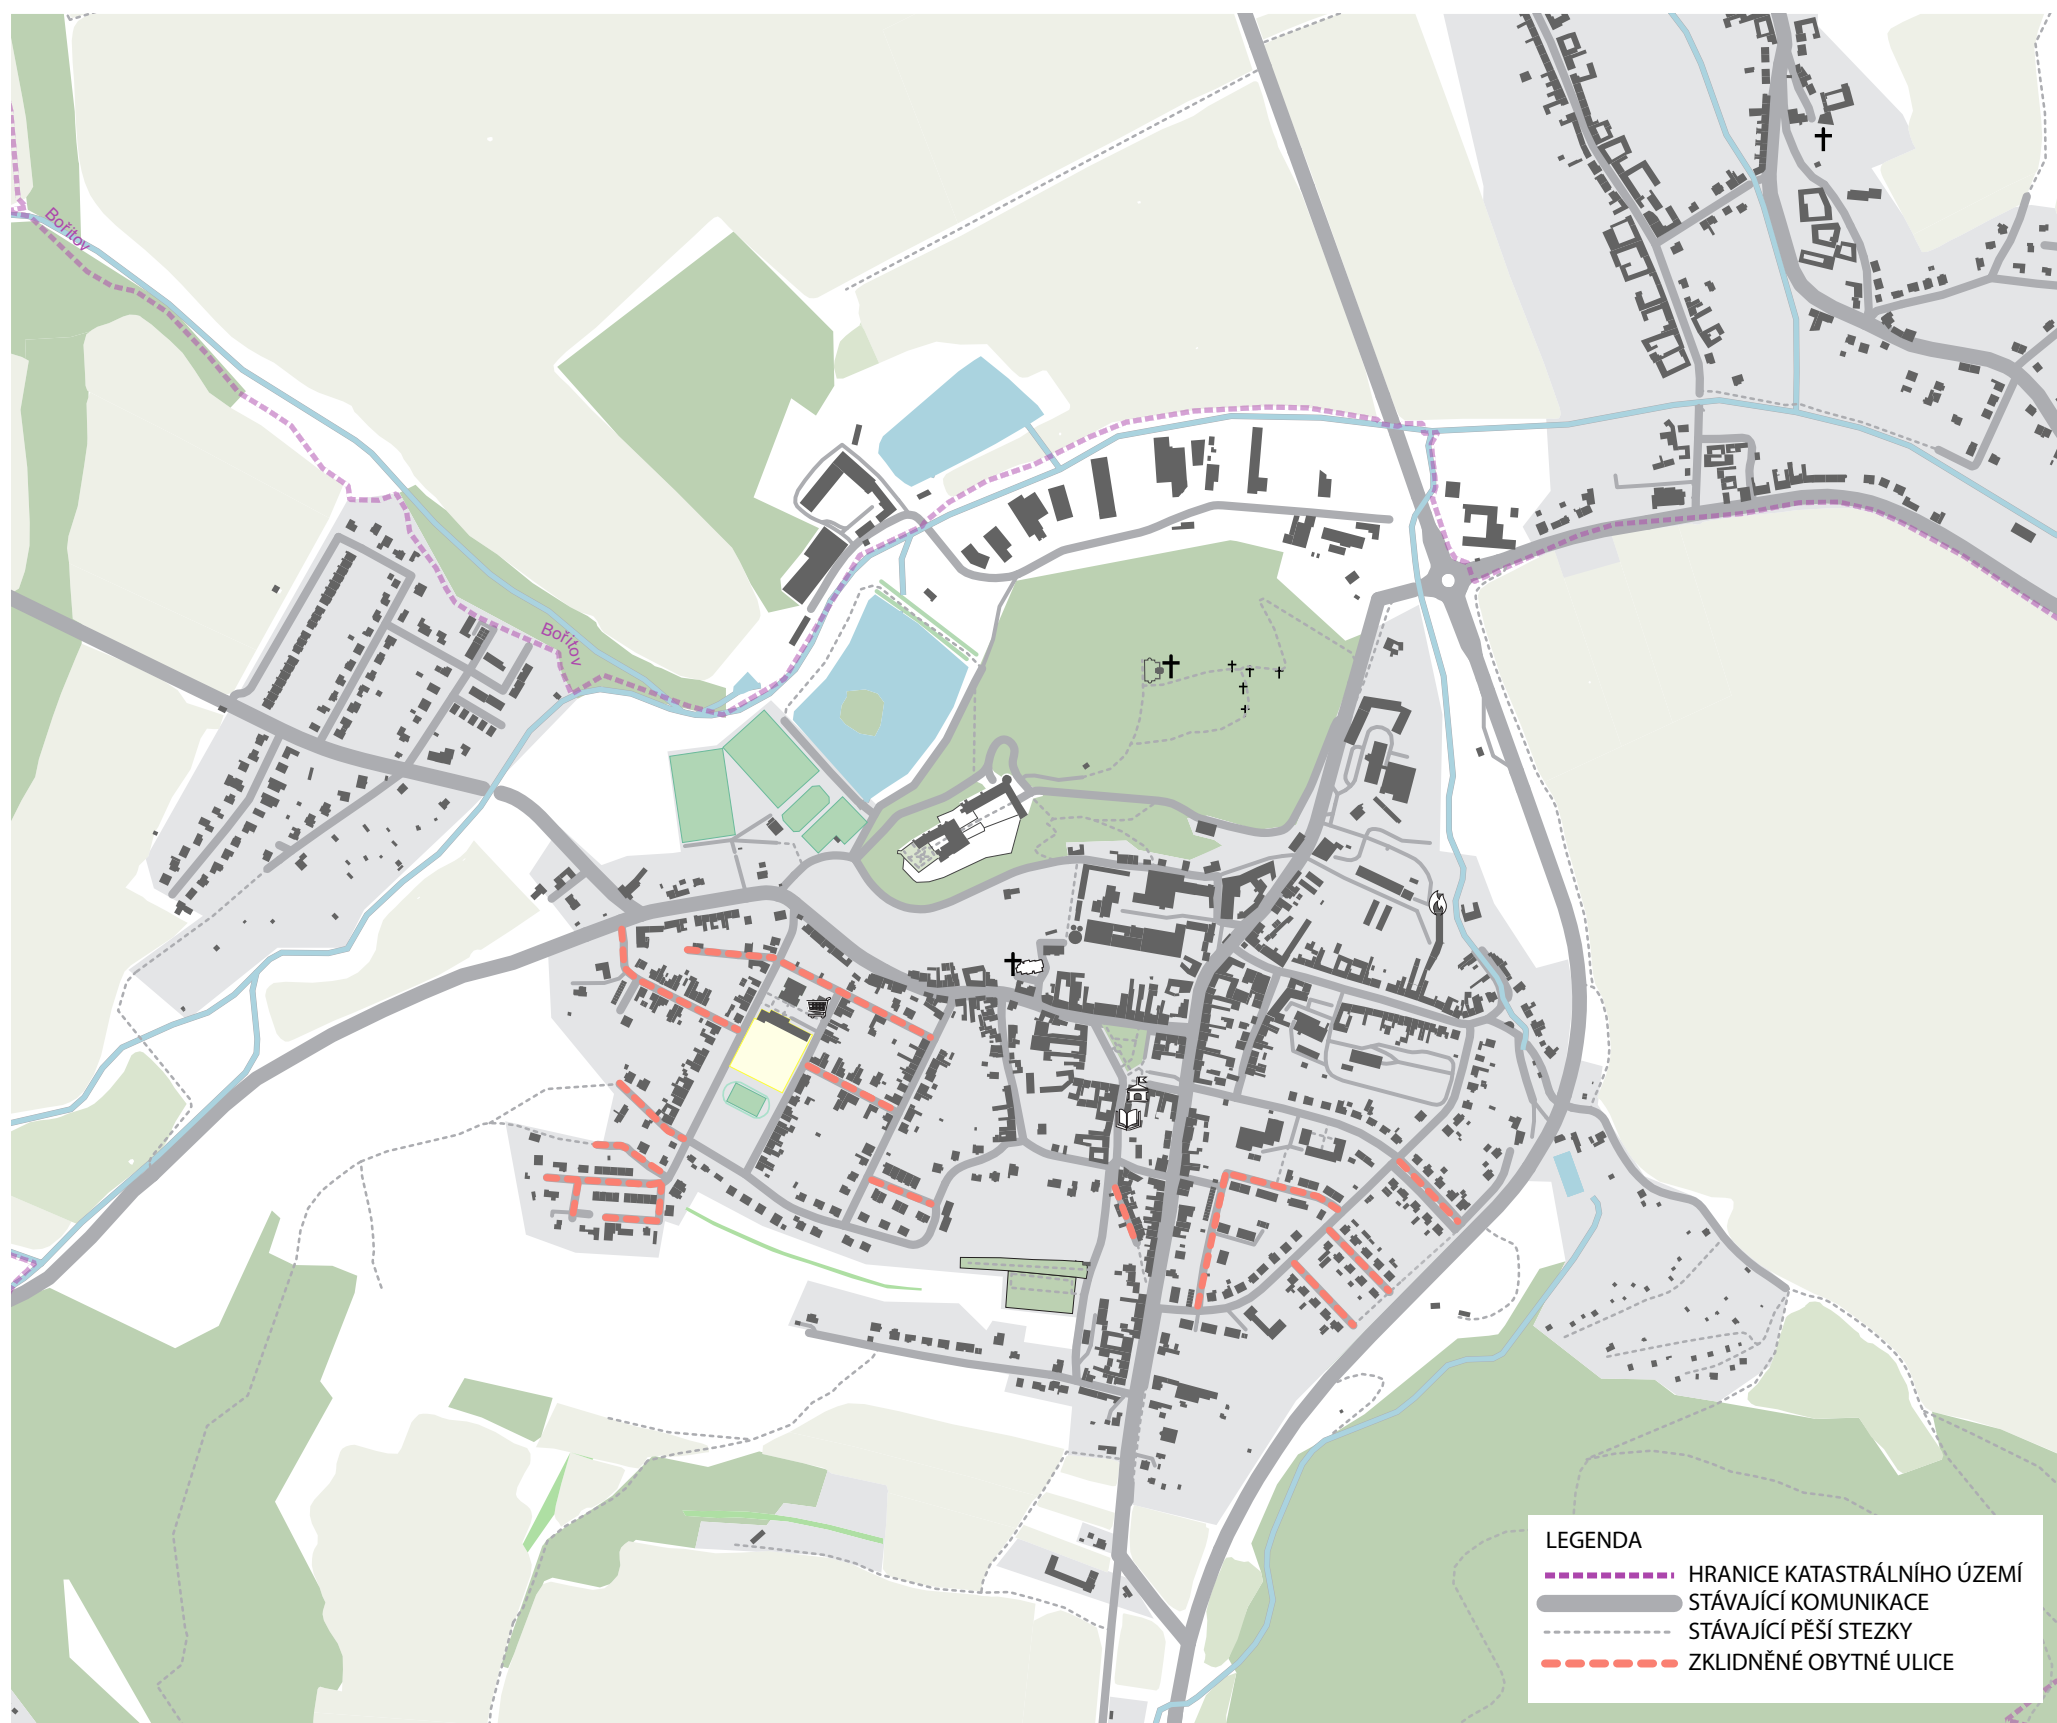 Bořitov
Bořitov
LEGENDA
HRANICE KATASTRÁLNÍHO ÚZEMÍ
STÁVAJÍCÍ KOMUNIKACE
STÁVAJÍCÍ PĚŠÍ STEZKY
ZKLIDNĚNÉ OBYTNÉ ULICE